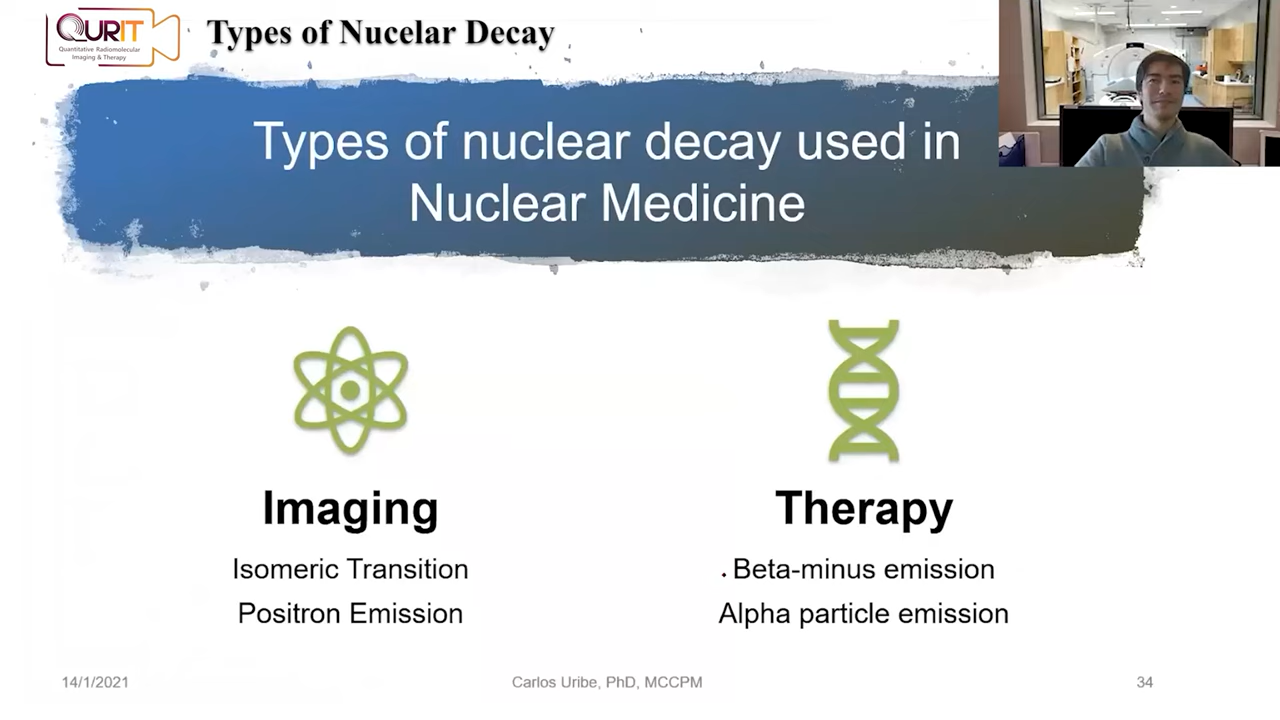 QURIT
Quantitative Radiomolecular
Imaging & Therapy
Types of Nucelar Decay
Types of nuclear decay used in
Nuclear Medicine
Imaging
Isomeric Transition
Positron Emission
Therapy
Beta-minus emission
Alpha particle emission
14/1/2021
Carlos Uribe, PhD, MCCPM
34